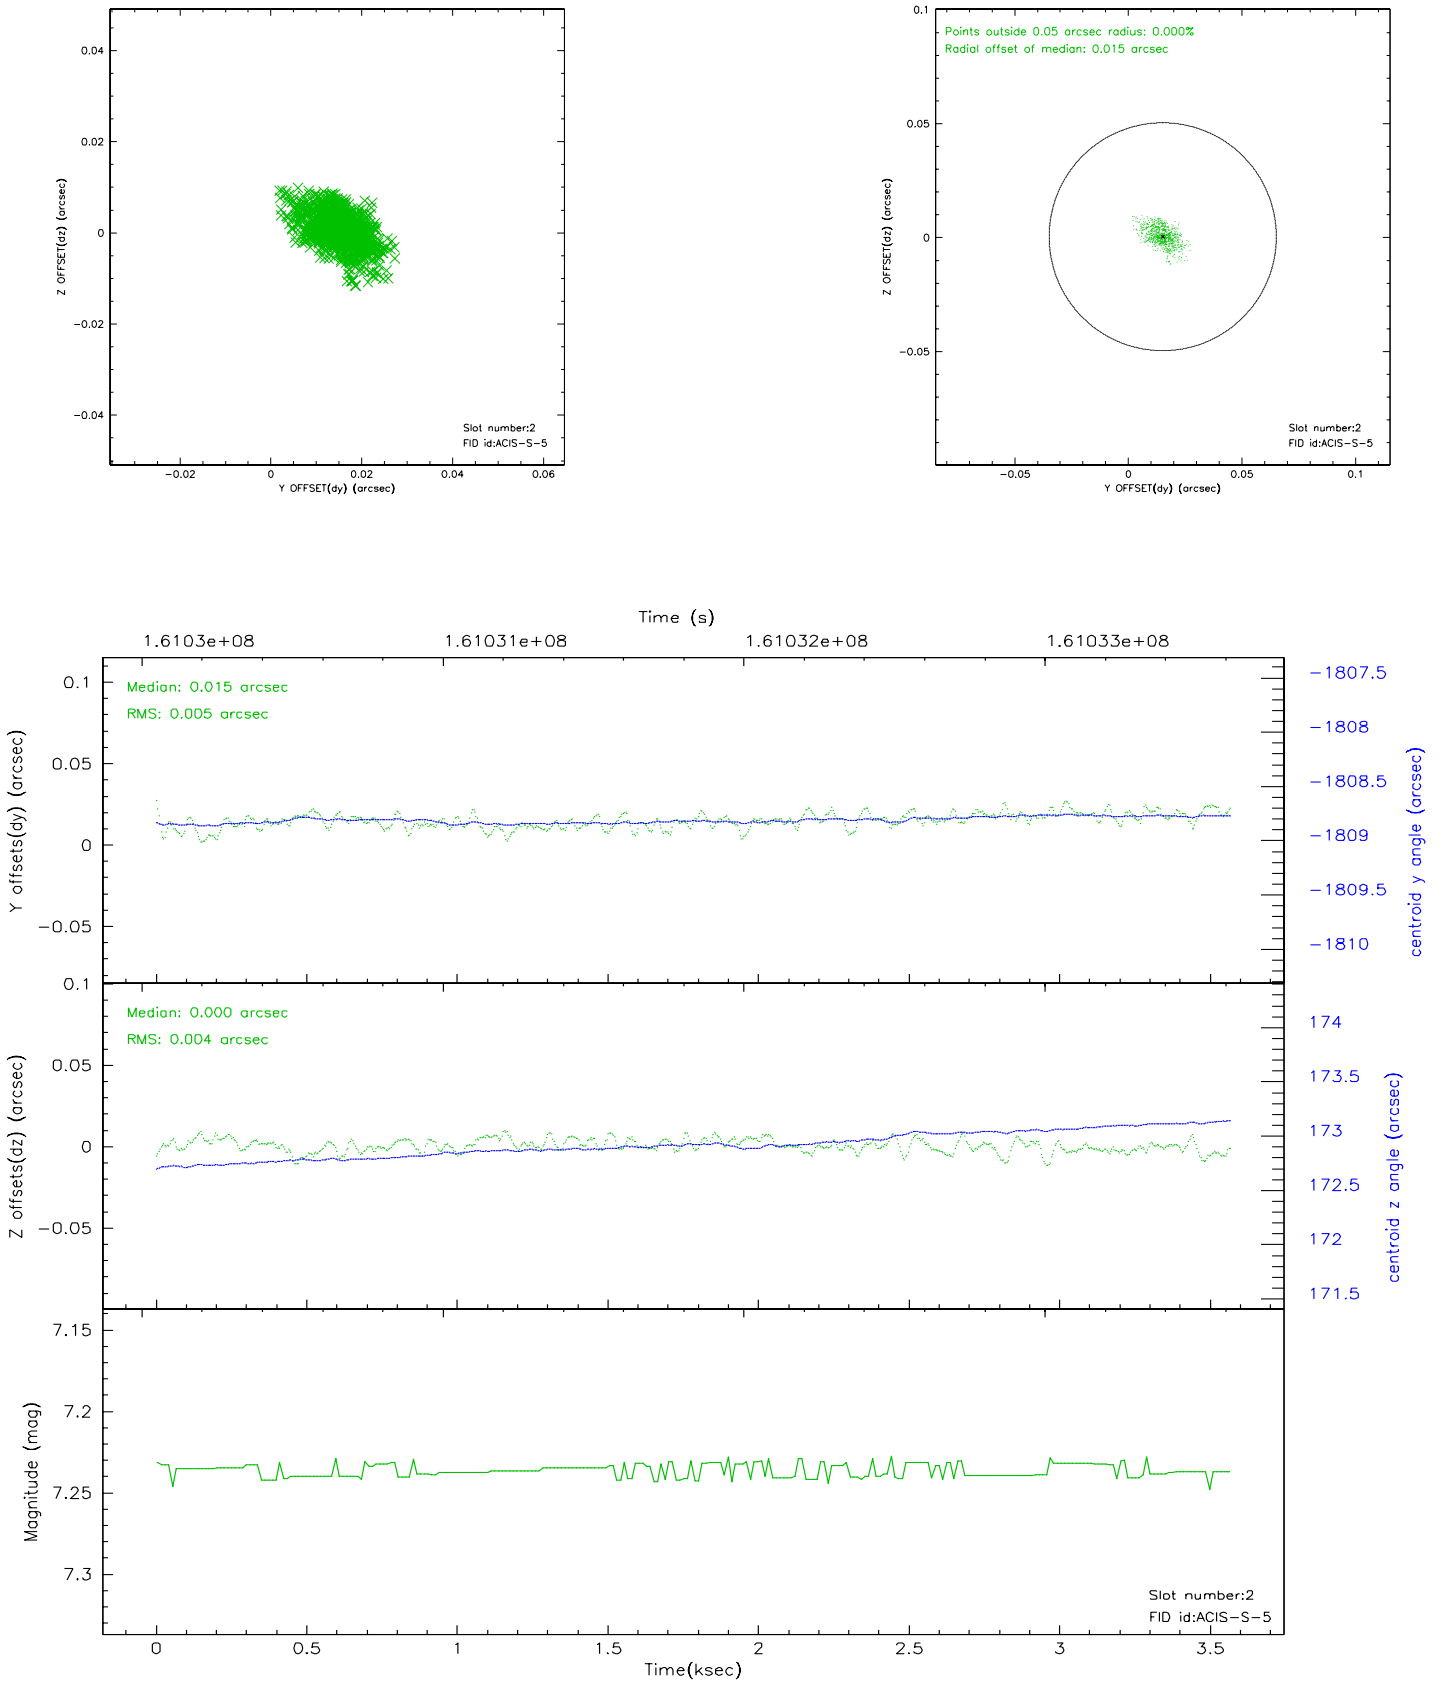 0.04
0.02
0
−0.02
−0.04
Z OFFSET(dz) (arcsec)
Slot number:2
FID id:ACIS−S−5
−0.02 0 0.02 0.04 0.06
Y OFFSET(dy) (arcsec)
0.1
0.05
0
−0.05
Z OFFSET(dz) (arcsec)
Points outside 0.05 arcsec radius: 0.000%
Radial offset of median: 0.015 arcsec
Slot number:2
FID id:ACIS−S−5
−0.05 0 0.05 0.1
Y OFFSET(dy) (arcsec)
Time (s)
1.6103e+08 1.61031e+08 1.61032e+08 1.61033e+08
0.1
0.05
0
−0.05
Y offsets(dy) (arcsec)
Median: 0.015 arcsec
RMS: 0.005 arcsec
−1807.5
−1808
−1808.5
−1809
−1809.5
−1810
centroid y angle (arcsec)
0.1
0.05
0
−0.05
Z offsets(dz) (arcsec)
Median: 0.000 arcsec
RMS: 0.004 arcsec
174
173.5
173
172.5
172
171.5
centroid z angle (arcsec)
7.15
7.2
7.25
7.3
Magnitude (mag)
Slot number:2
FID id:ACIS−S−5
0 0.5 1 1.5 2 2.5 3 3.5
Time(ksec)